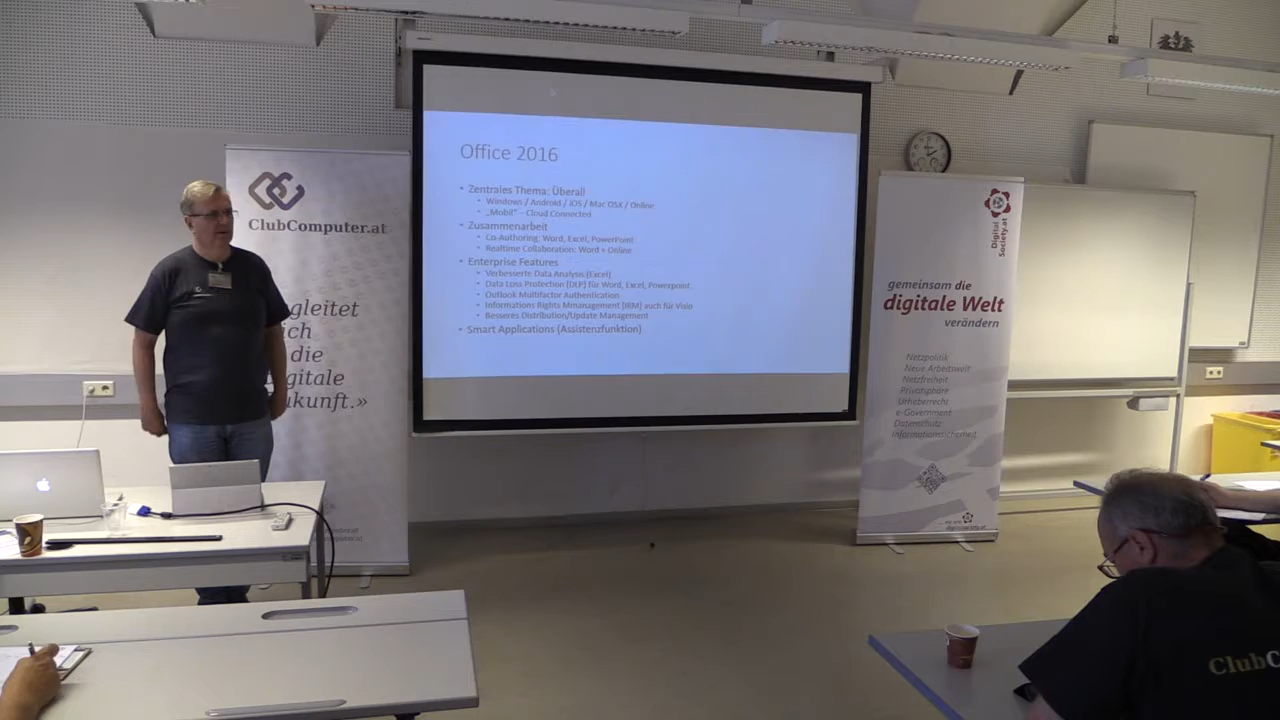 ClubComputer.at
gleitet
ich
die
gitale
ukunft.»
Office 2016
• Zentrales Thema: Überall
• Windows / Android / iOS / Mac OSX / Online
• „Mobil" – Cloud Connected
• Zusammenarbeit
• Co-Authoring: Word, Excel, PowerPoint
• Realtime Collaboration: Word + Online
• Enterprise Features
• Verbesserte Data Analysis (Excel)
• Data Loss Protection (DLP) für Word, Excel, Powerpoint
• Outlook Multifactor Authentication
• Informations Rights Mmanagement (IRM) auch für Visio
• Besseres Distribution/Update Management
• Smart Applications (Assistenzfunktion)
Digital
Society.at
gemeinsam die
digitale Welt
verändern
Netzpolitik
Neue Arbeitswelt
Netzfreiheit
Privatsphäre
Urheberrecht
e-Government
Datenschutz
Informationssicherheit
digisociety.at
ClubC